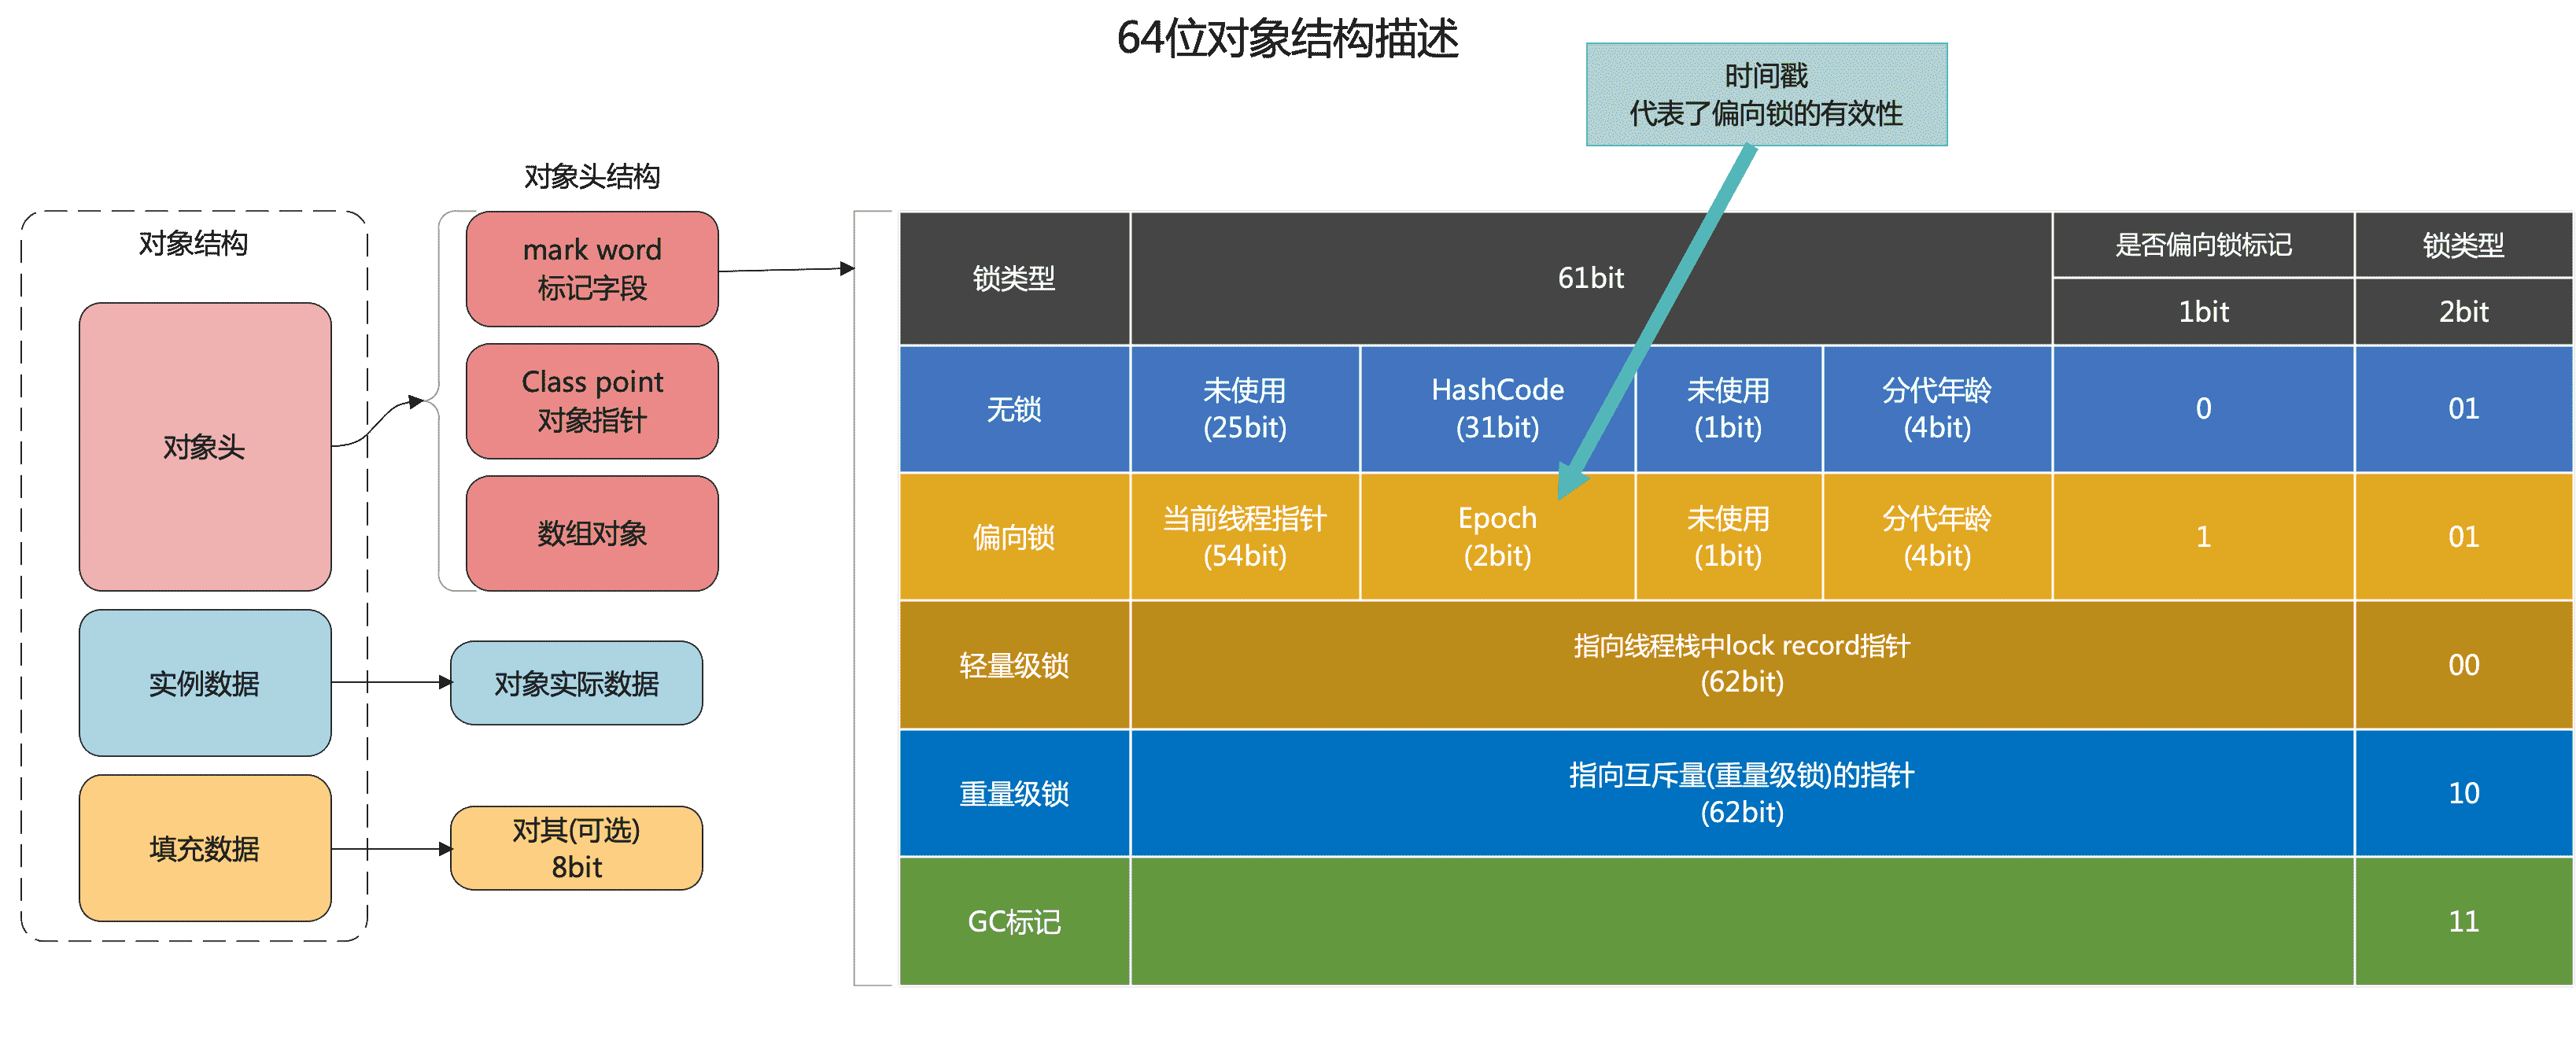 64位对象结构描述
时间戳
代表了偏向锁的有效性
对象结构
对象头
实例数据
填充数据
对象头结构
mark word
标记字段
Class point
对象指针
数组对象
对象实际数据
对其(可选)
8bit
锁类型
61bit
是否偏向锁标记
锁类型
1bit
2bit
无锁
未使用
(25bit)
HashCode
(31bit)
未使用
(1bit)
分代年龄
(4bit)
0
01
偏向锁
当前线程指针
(54bit)
Epoch
(2bit)
未使用
(1bit)
分代年龄
(4bit)
1
01
轻量级锁
指向线程栈中lock record指针
(62bit)
00
重量级锁
指向互斥量(重量级锁)的指针
(62bit)
10
GC标记
11